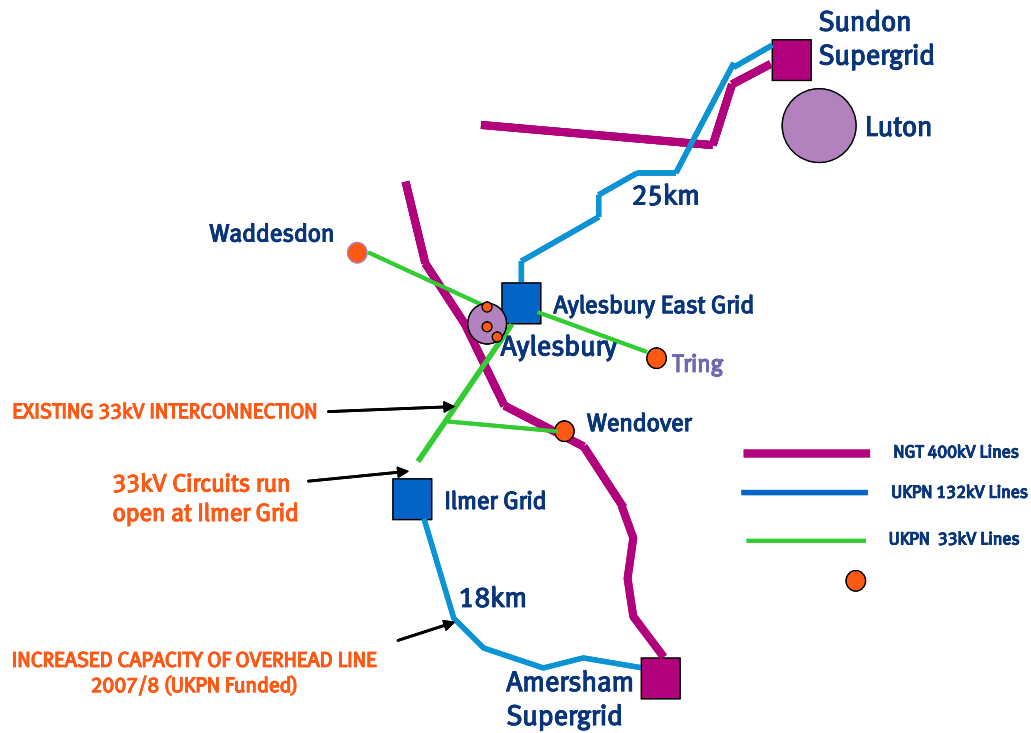 Sundon
Supergrid
Luton
25km
Waddesdon
Aylesbury East Grid
Aylesbury
Tring
EXISTING 33kV INTERCONNECTION
Wendover
NGT 400kV Lines
33kV Circuits run
open at Ilmer Grid
Ilmer Grid
UKPN 132kV Lines
UKPN 33kV Lines
18km
INCREASED CAPACITY OF OVERHEAD LINE
2007/8 (UKPN Funded)
Amersham
Supergrid